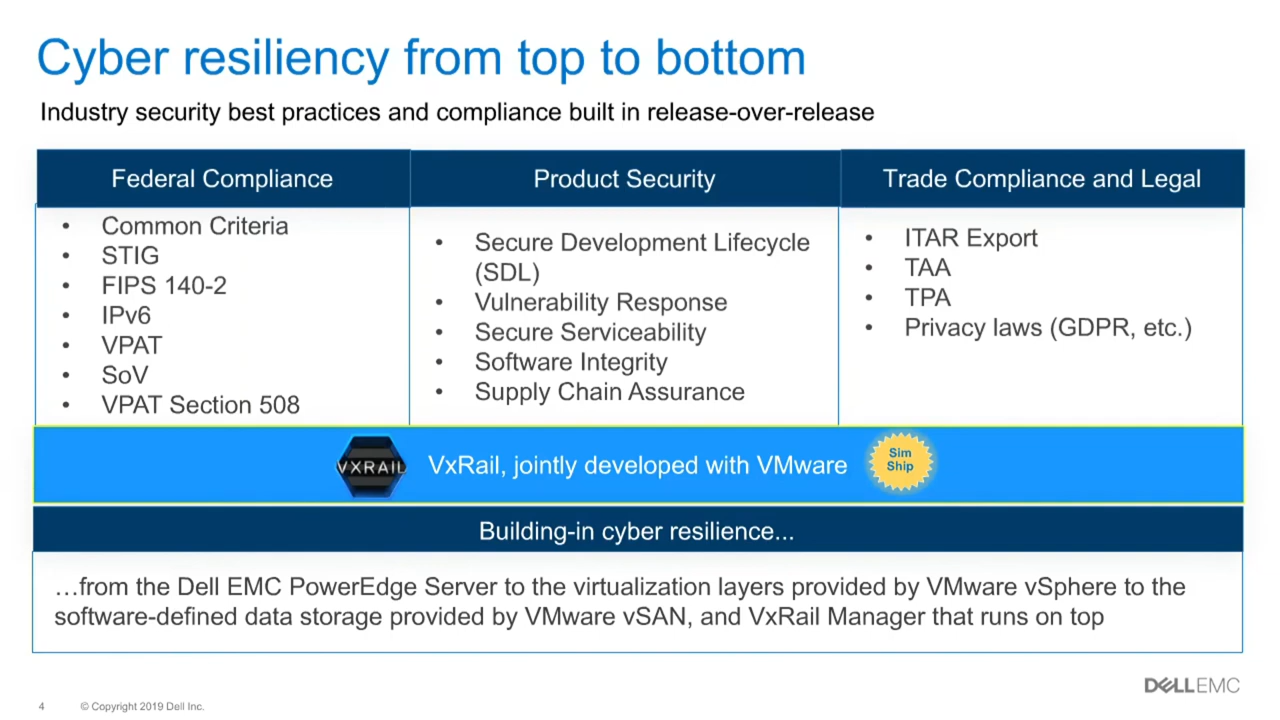 Cyber resiliency from top to bottom
Industry security best practices and compliance built in release-over-release
Federal Compliance
• Common Criteria
• STIG
• FIPS 140-2
• IPv6
• VPAT
• SoV
• VPAT Section 508
Product Security
• Secure Development Lifecycle
(SDL)
• Vulnerability Response
• Secure Serviceability
• Software Integrity
• Supply Chain Assurance
Trade Compliance and Legal
• ITAR Export
• TAA
• TPA
• Privacy laws (GDPR, etc.)
VXRAIL
VxRail, jointly developed with VMware
Sim
Ship
Building-in cyber resilience...
…from the Dell EMC PowerEdge Server to the virtualization layers provided by VMware vSphere to the
software-defined data storage provided by VMware vSAN, and VxRail Manager that runs on top
DELLEMC
4 © Copyright 2019 Dell Inc.